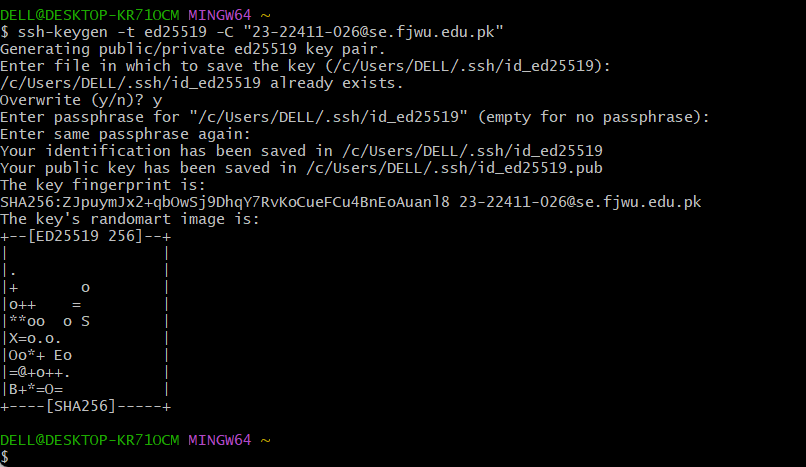 DELL@DESKTOP-KR71OCM MINGW64 ~
$ ssh-keygen -t ed25519 -C "23-22411-026@se.fjwu.edu.pk"
Generating public/private ed25519 key pair.
Enter file in which to save the key (/c/Users/DELL/.ssh/id_ed25519):
/c/Users/DELL/.ssh/id_ed25519 already exists.
Overwrite (y/n)? y
Enter passphrase for "/c/Users/DELL/.ssh/id_ed25519" (empty for no passphrase):
Enter same passphrase again:
Your identification has been saved in /c/Users/DELL/.ssh/id_ed25519
Your public key has been saved in /c/Users/DELL/.ssh/id_ed25519.pub
The key fingerprint is:
SHA256:ZJpuymJx2+qbOwSj9DhqY7RvKoCueFCu4BnEoAuanl8 23-22411-026@se.fjwu.edu.pk
The key's randomart image is:
+--[ED25519 256]--+
|                 |
|.                |
|+       o        |
|o++    =         |
|**oo  o S        |
|X=o.o.           |
|Oo*+ Eo          |
|=@+o++.          |
|B+*=O=           |
+----[SHA256]-----+
DELL@DESKTOP-KR71OCM MINGW64 ~
$